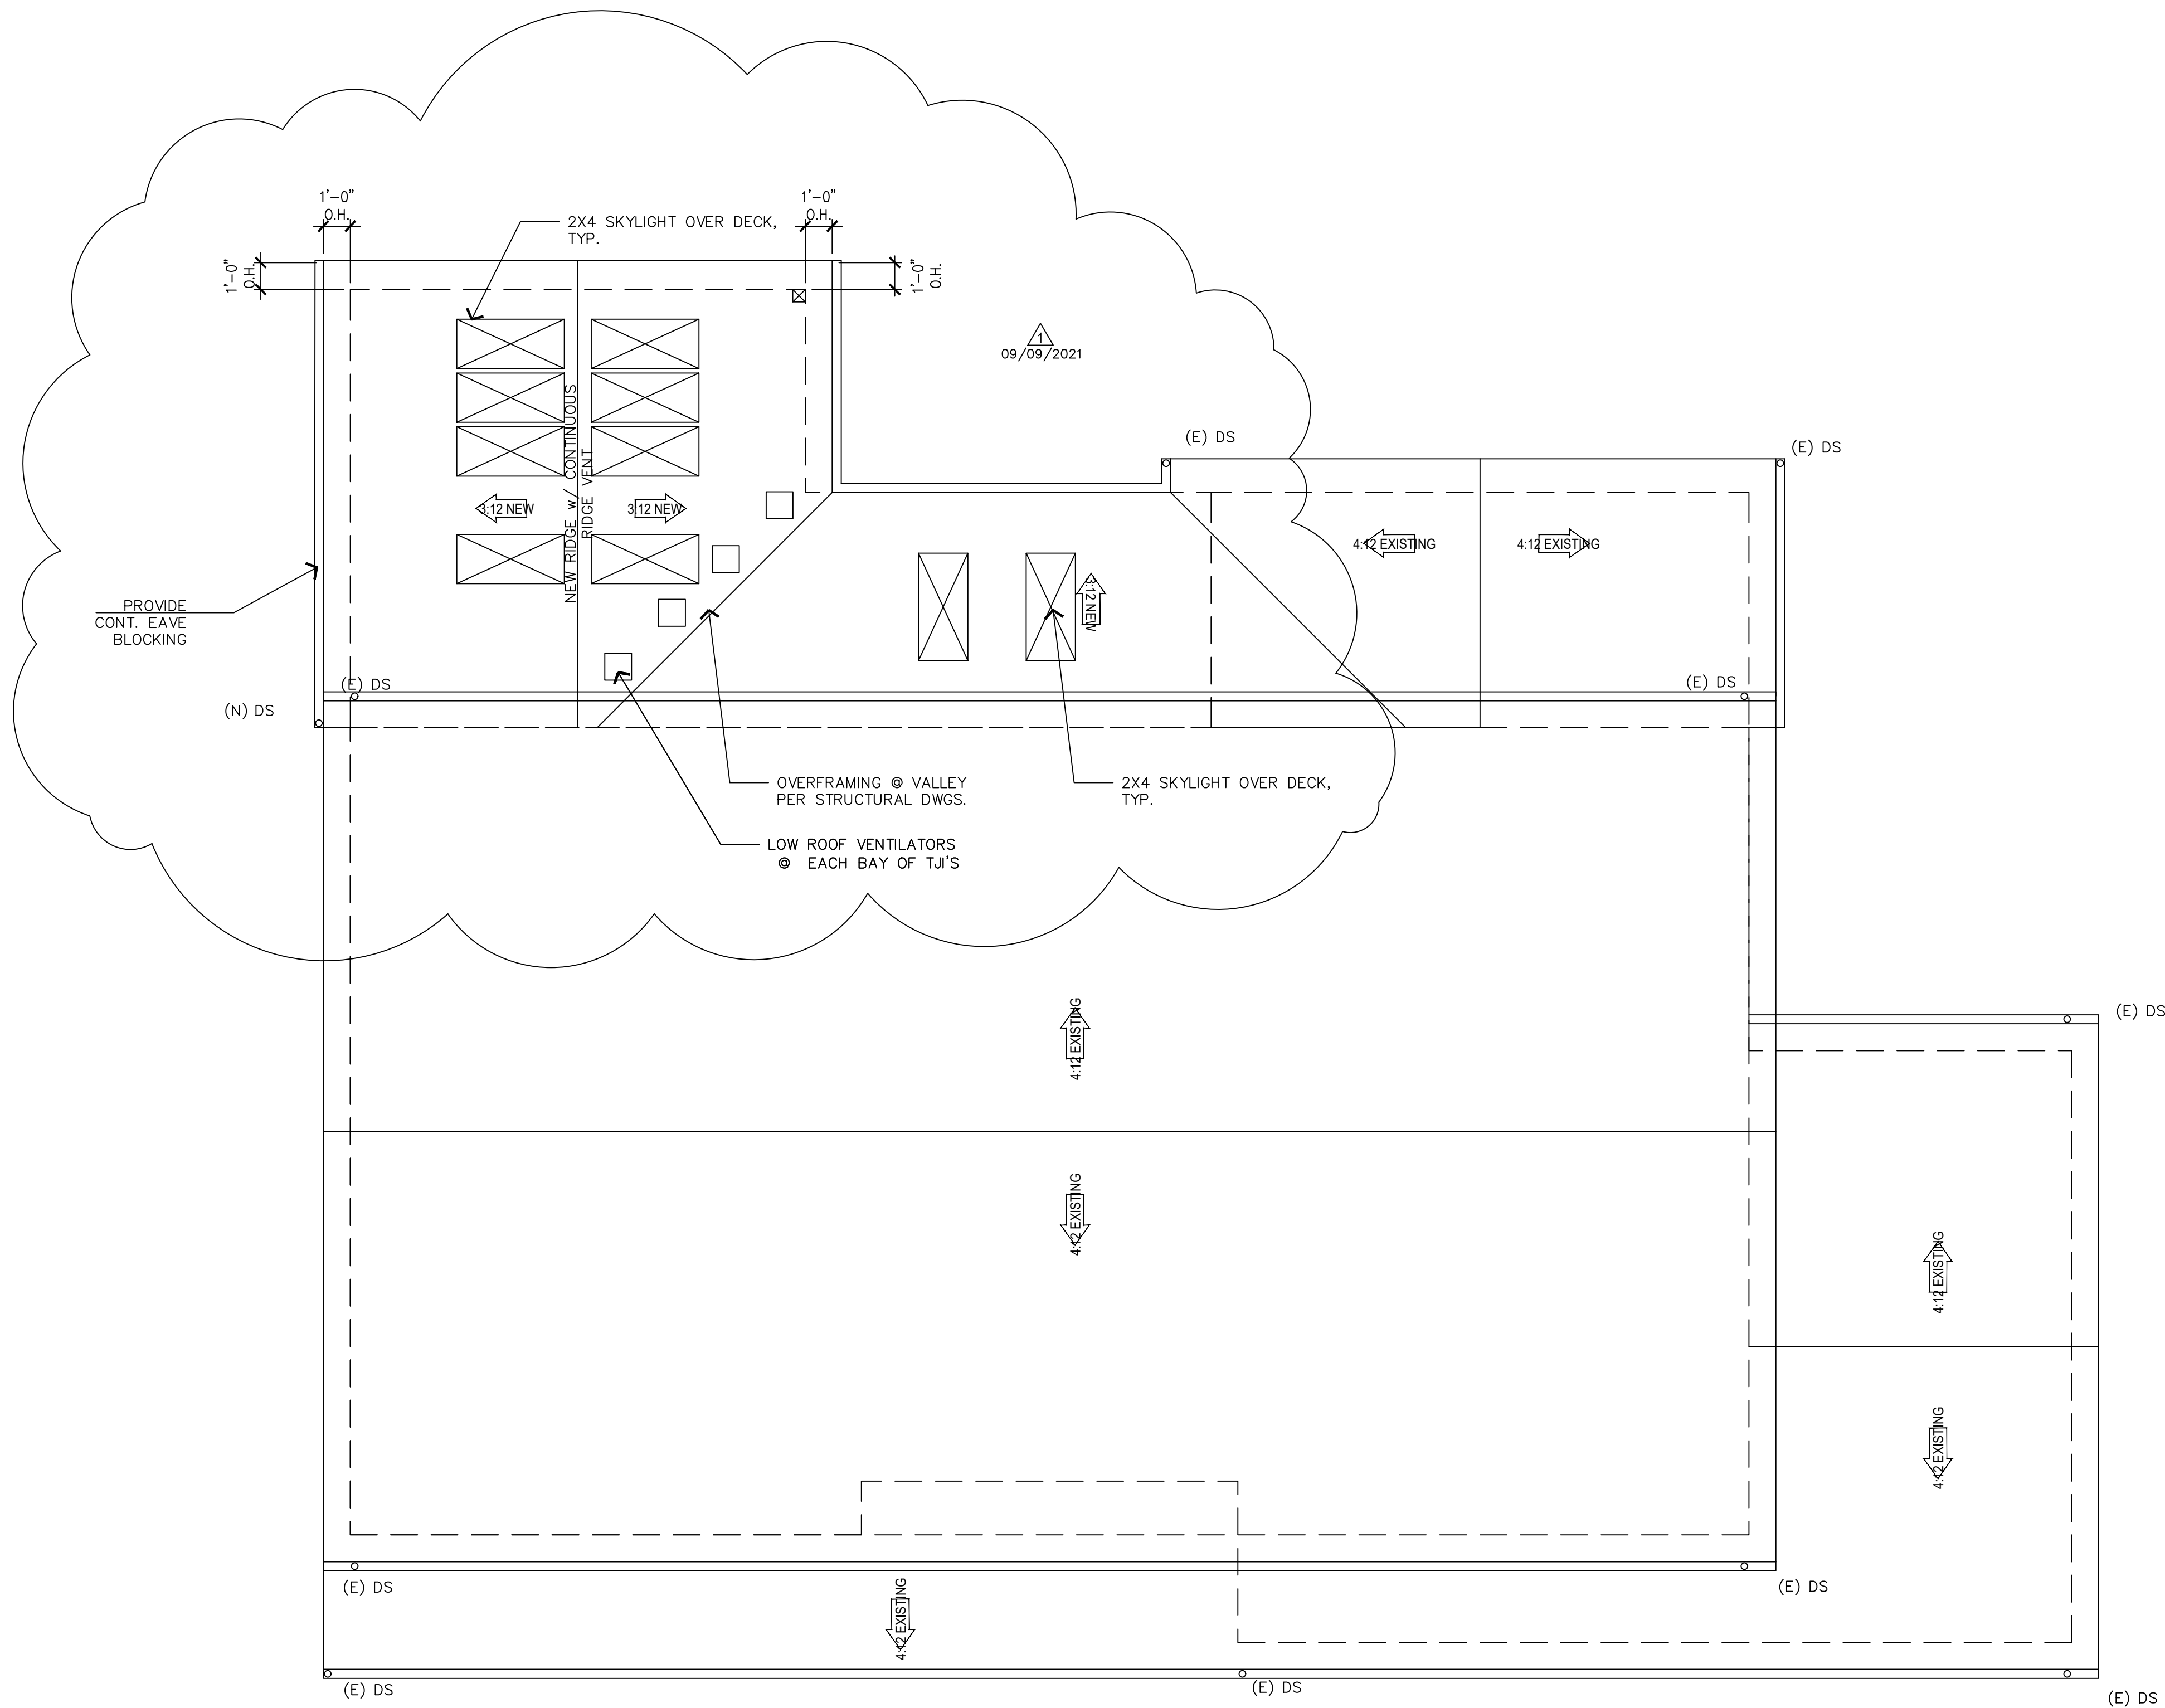 1'-0"
O.H.
1'-0"
O.H.
2X4 SKYLIGHT OVER DECK,
TYP.
1'-0"
O.H.
1'-0"
O.H.
1
09/09/2021
(E) DS
(E) DS
NEW RIDGE w/ CONTINUOUS
RIDGE VENT
3:12 NEW
3:12 NEW
4:12 EXISTING
4:12 EXISTING
3:12 NEW
PROVIDE
CONT. EAVE
BLOCKING
(E) DS
(E) DS
(N) DS
OVERFRAMING @ VALLEY
PER STRUCTURAL DWGS.
2X4 SKYLIGHT OVER DECK,
TYP.
LOW ROOF VENTILATORS
@ EACH BAY OF TJI'S
(E) DS
4:12 EXISTING
4:12 EXISTING
4:12 EXISTING
4:12 EXISTING
(E) DS
(E) DS
4:12 EXISTING
(E) DS
(E) DS
(E) DS